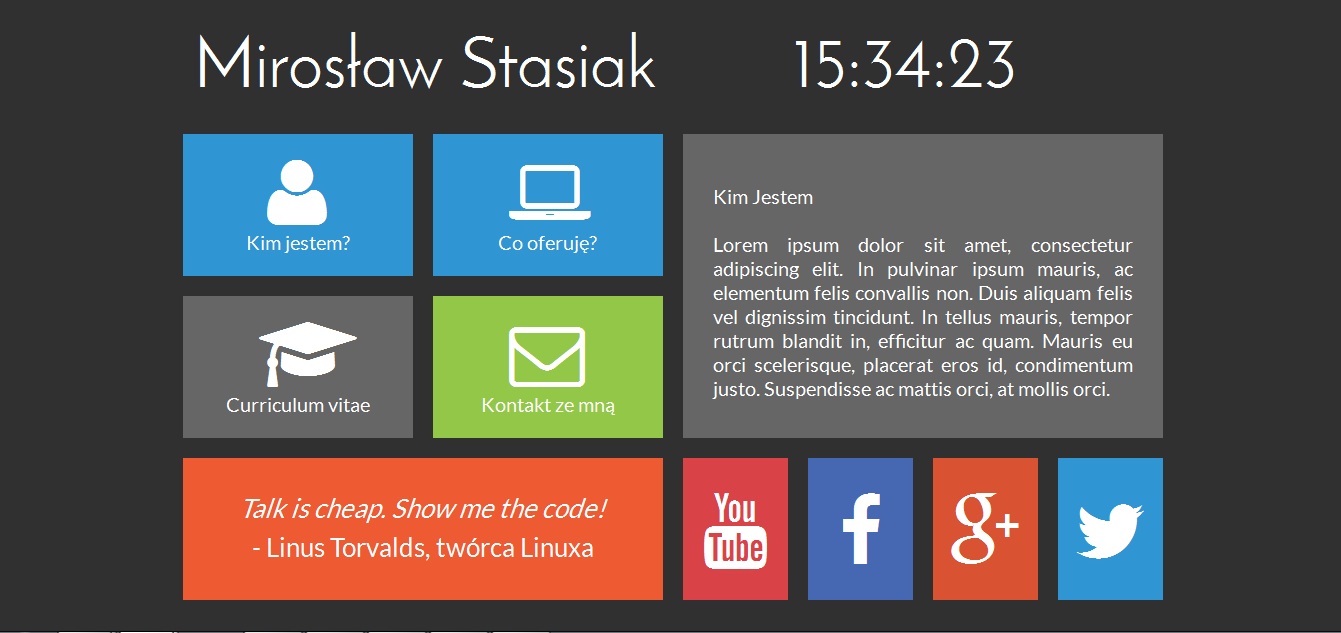 Mirosław Stasiak
15:34:23
Kim jestem?
Co oferuję?
Kim Jestem
Lorem ipsum dolor sit amet, consectetur
adipiscing elit. In pulvinar ipsum mauris, ac
elementum felis convallis non. Duis aliquam felis
vel dignissim tincidunt. In tellus mauris, tempor
rutrum blandit in, efficitur ac quam. Mauris eu
orci scelerisque, placerat eros id, condimentum
justo. Suspendisse ac mattis orci, at mollis orci.
Curriculum vitae
Kontakt ze mną
Talk is cheap. Show me the code!
- Linus Torvalds, twórca Linuxa
You
Tube
f
g+